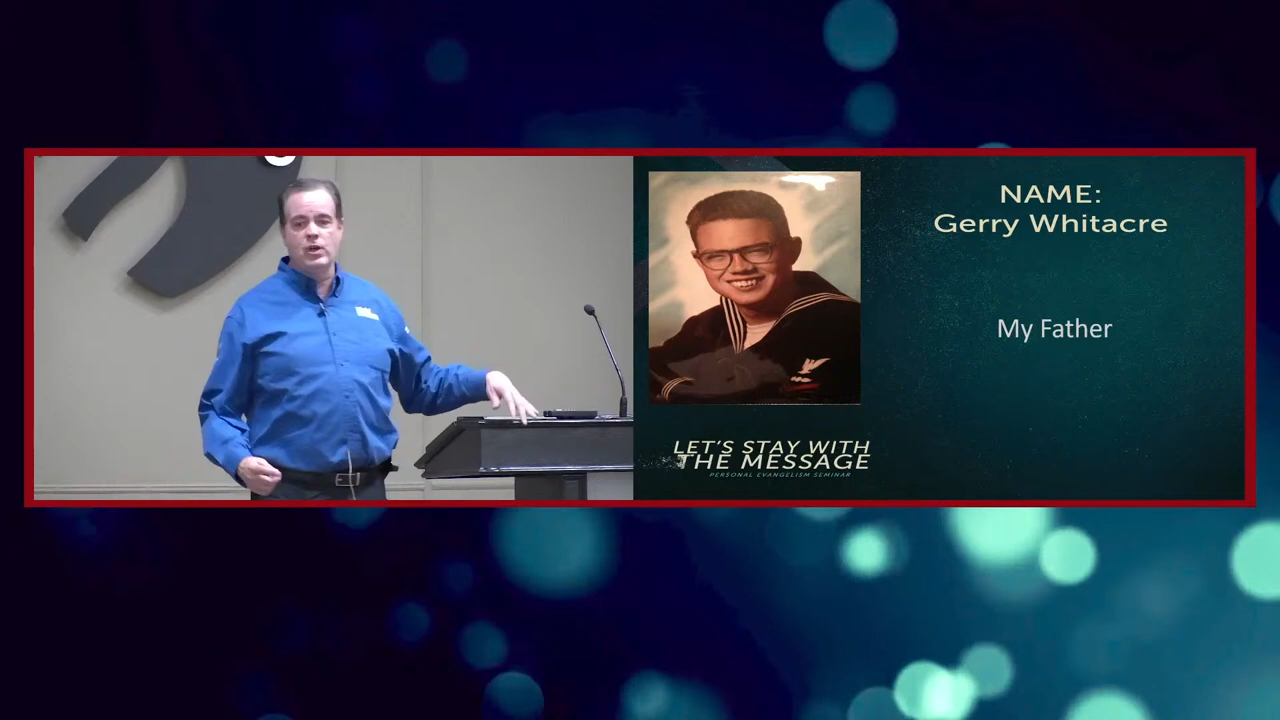 NAME:
Gerry Whitacre
My Father
LET'S STAY WITH
THE MESSAGE
PERSONAL EVANGELISM SEMINAR